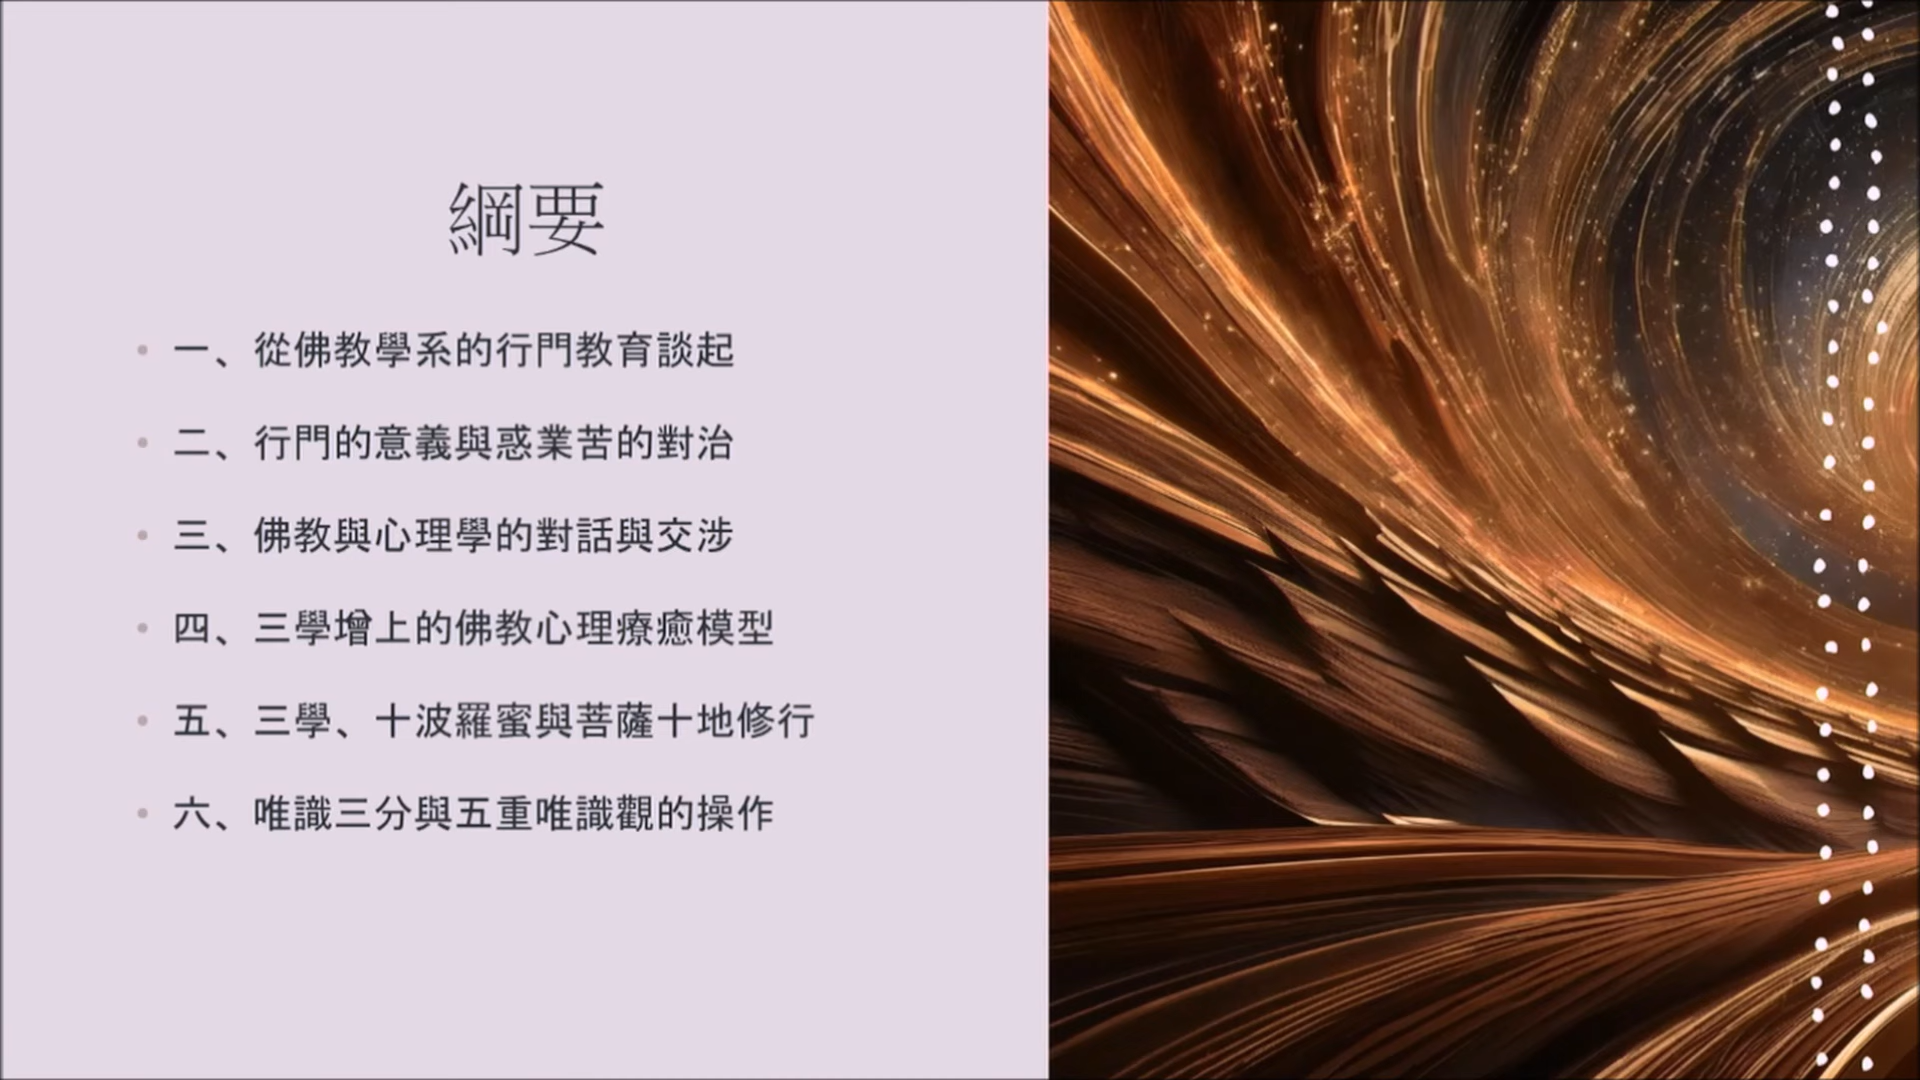 綱要
一、從佛教學系的行門教育談起
二、行門的意義與惑業苦的對治
三、佛教與心理學的對話與交涉
四、三學增上的佛教心理療癒模型
五、三學、十波羅蜜與菩薩十地修行
六、唯識三分與五重唯識觀的操作